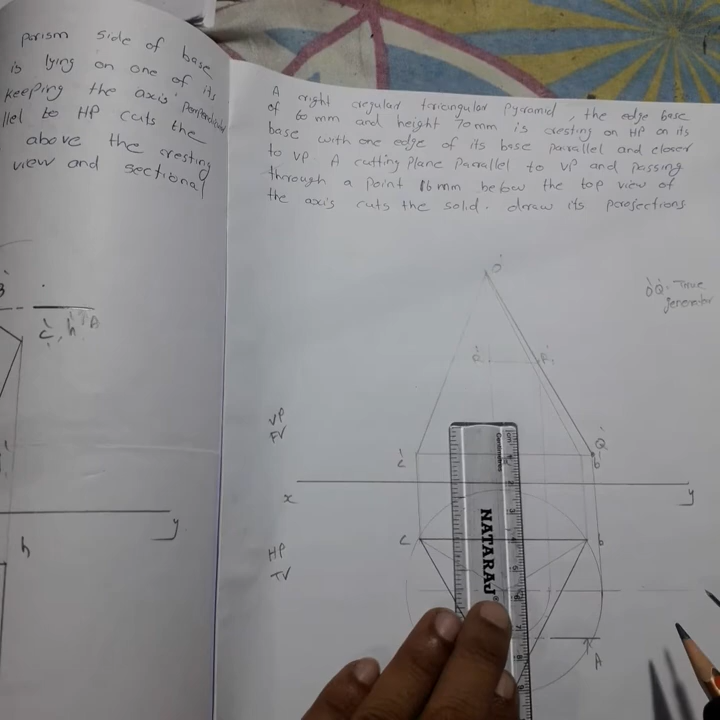 parism side of base
is lying on one of its
keeping the axis perpendicular
llel to HP cuts the
above the cresting
view and sectional
A right regular triangular pyramid, the edge base
of 60 mm and height 70 mm is cresting on HP on its
base with one edge of its base parallel and closer
to VP. A cutting Plane Parallel to VP and passing
through a point 16 mm below the top view of
the axis cuts the solid. draw its projections
o'
o'Q' True
generator
c', h' A
VP
FV
c'
Q'
b'
x
y
y
h
HP
TV
c
b
A
Centimetres
NATARAJ